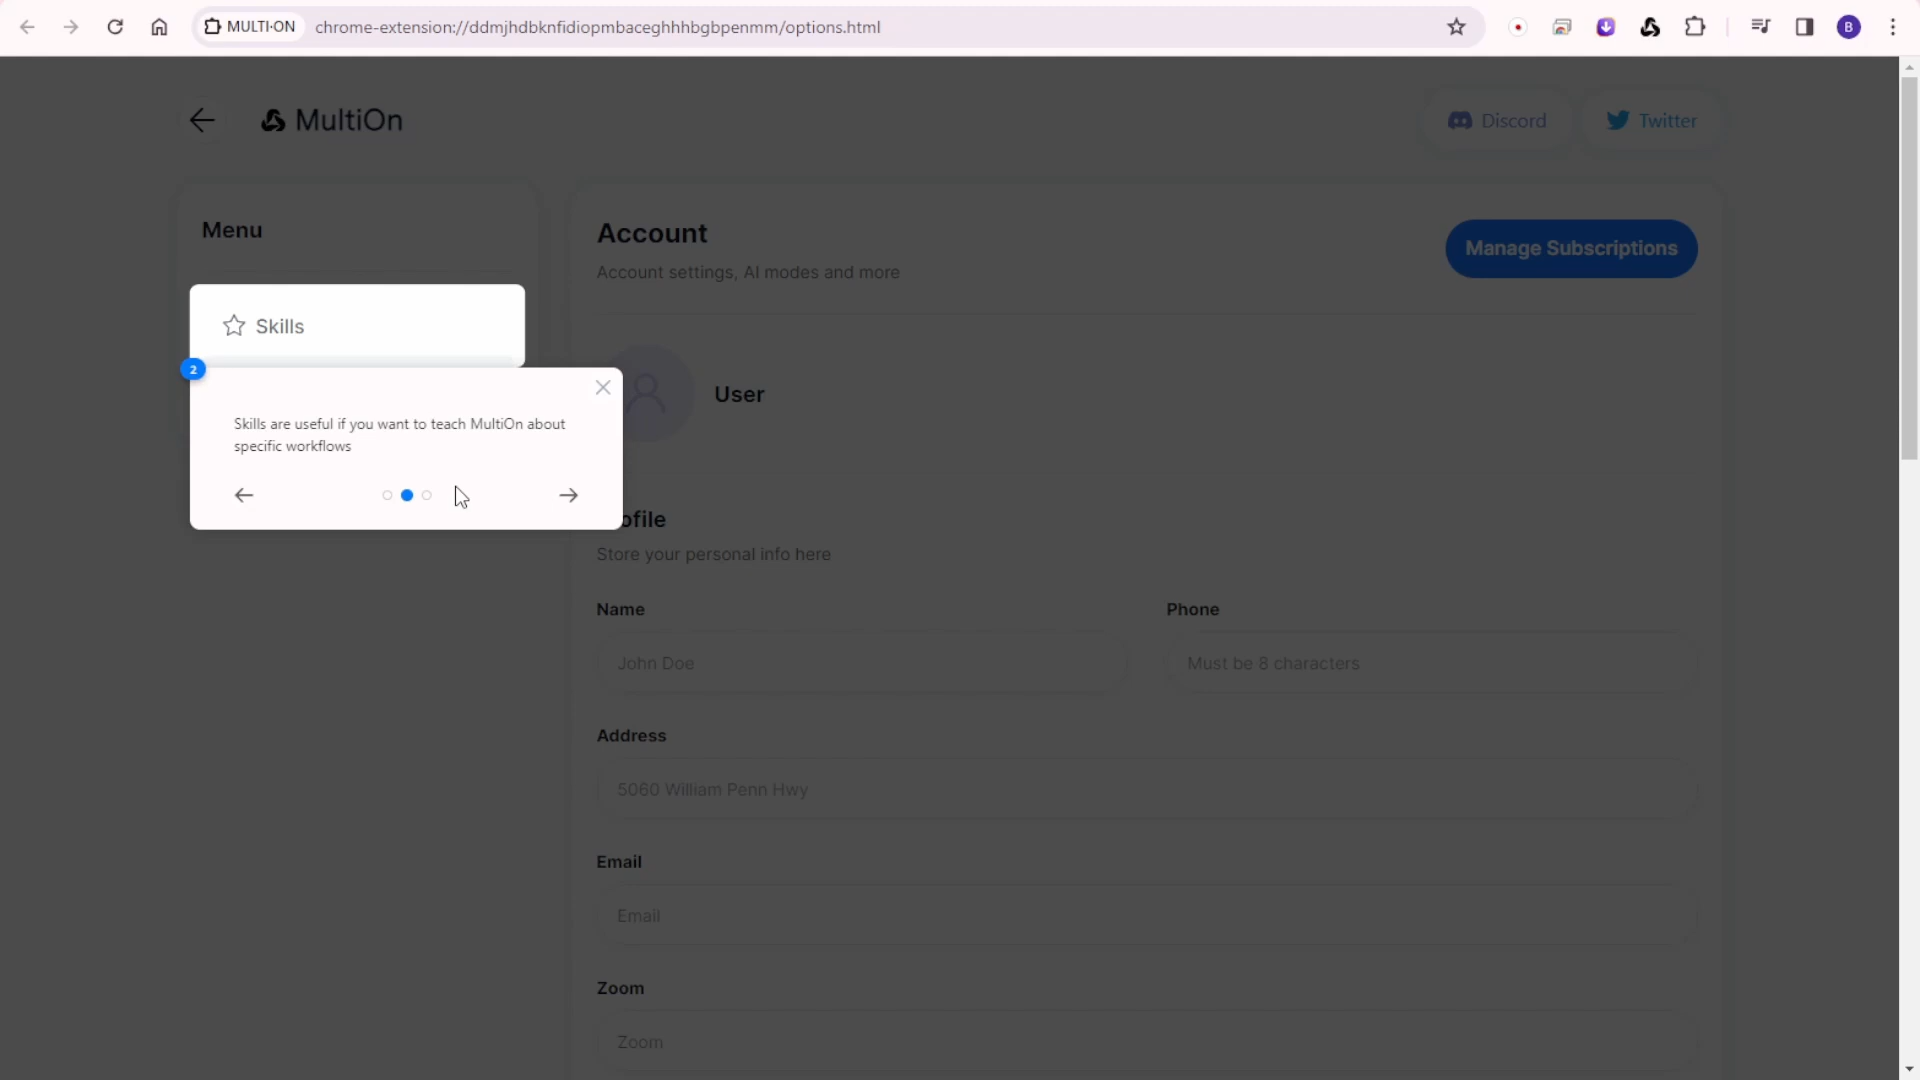 MULTI·ON chrome-extension://ddmjhdbknfidiopmbaceghhhbgbpenmm/options.html B
MultiOn
Discord
Twitter
Menu
Account
Account settings, AI modes and more
Manage Subscriptions
Skills
2
Skills are useful if you want to teach MultiOn about
specific workflows
User
ofile
Store your personal info here
Name
Phone
John Doe
Must be 8 characters
Address
5060 William Penn Hwy
Email
Email
Zoom
Zoom